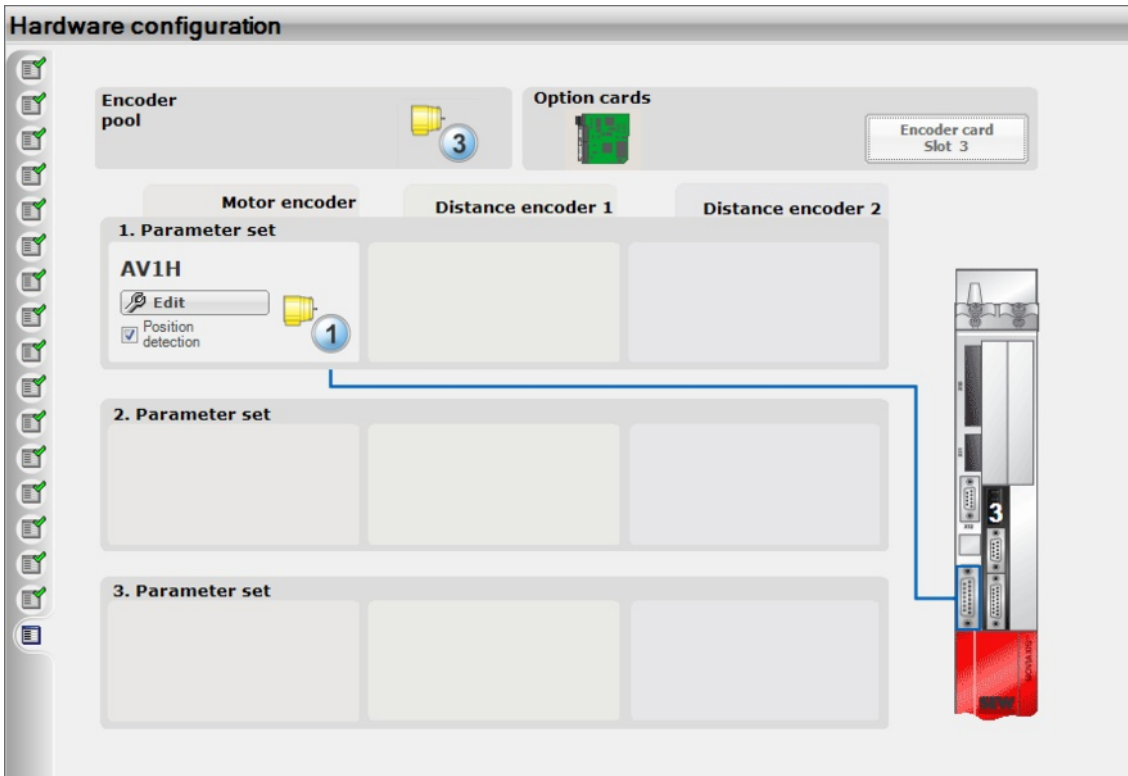 Hardware configuration
Encoder
pool
3
Option cards
Encoder card
Slot 3
Motor encoder
Distance encoder 1
Distance encoder 2
1. Parameter set
AV1H
Edit
Position
detection
1
2. Parameter set
3
3. Parameter set
SEW